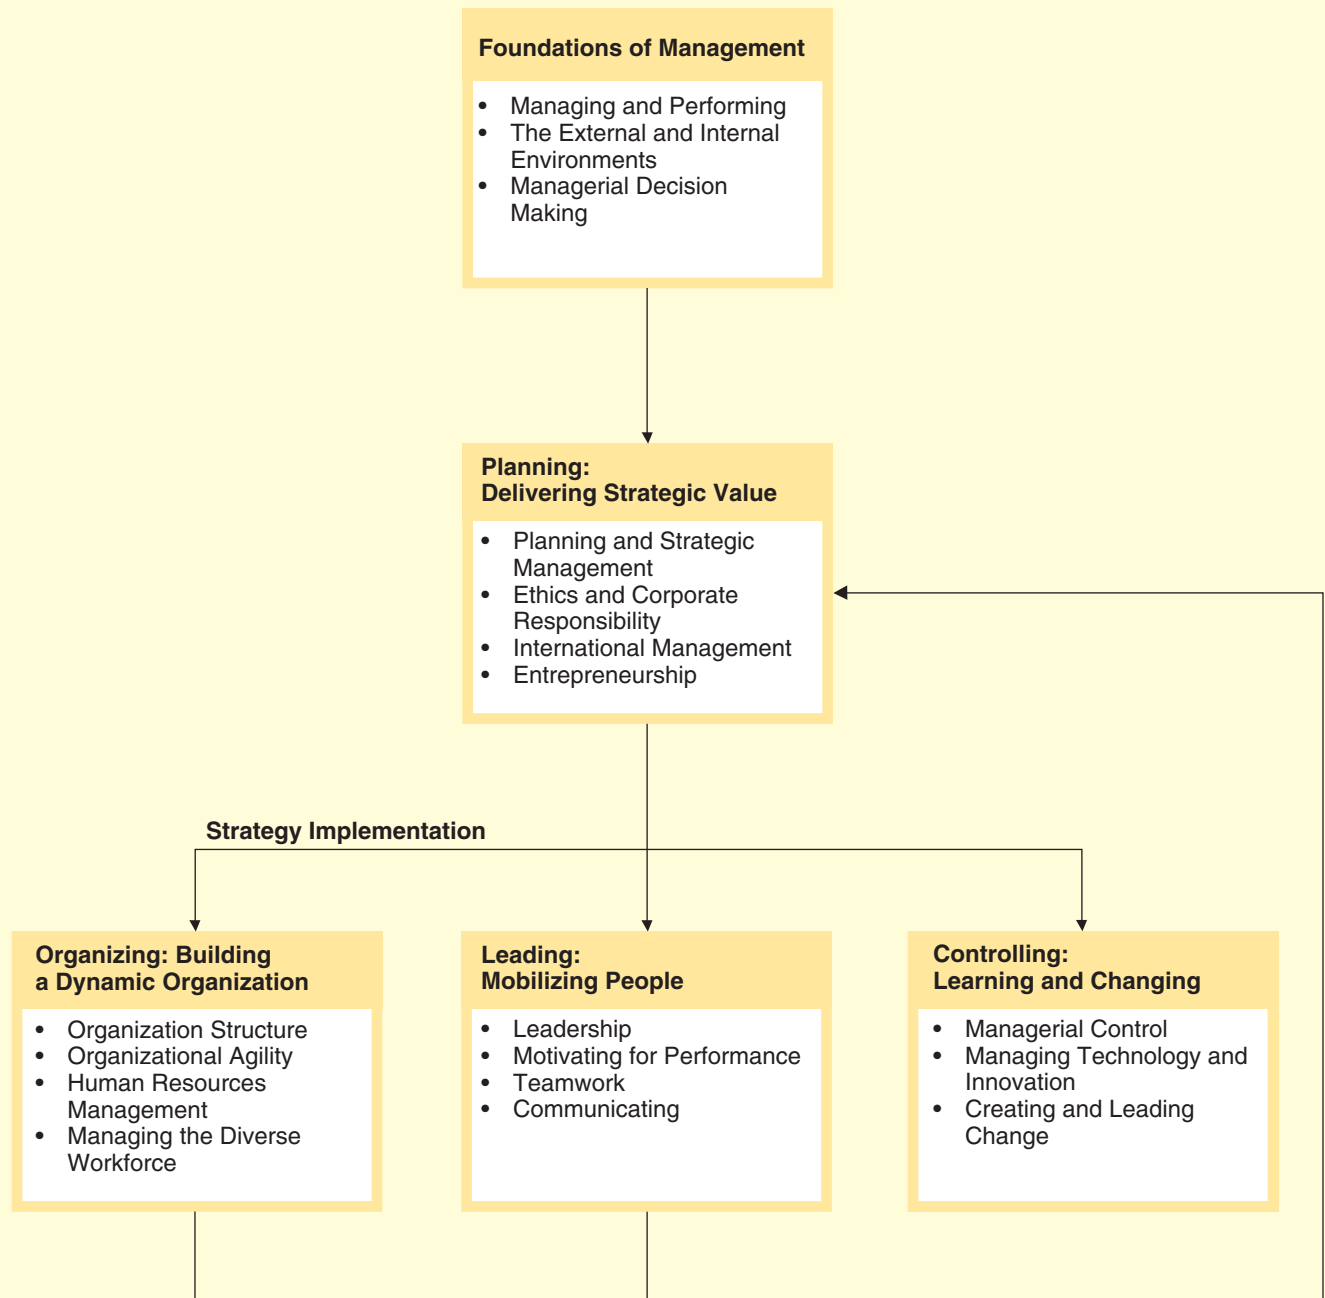 Foundations of Management
• Managing and Performing
• The External and Internal
Environments
• Managerial Decision
Making
Planning:
Delivering Strategic Value
• Planning and Strategic
Management
• Ethics and Corporate
Responsibility
• International Management
• Entrepreneurship
Strategy Implementation
Organizing: Building
a Dynamic Organization
• Organization Structure
• Organizational Agility
• Human Resources
Management
• Managing the Diverse
Workforce
Leading:
Mobilizing People
• Leadership
• Motivating for Performance
• Teamwork
• Communicating
Controlling:
Learning and Changing
• Managerial Control
• Managing Technology and
Innovation
• Creating and Leading
Change